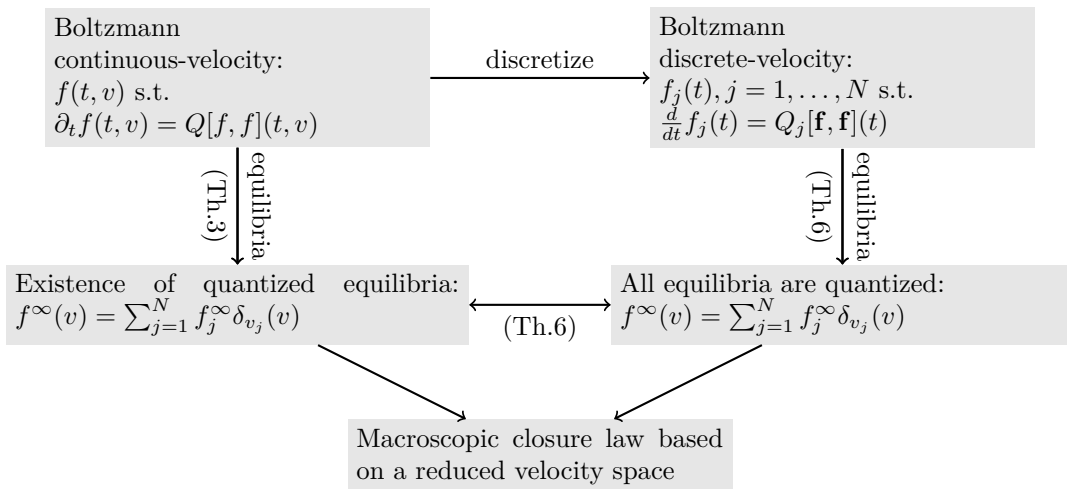 Boltzmann
continuous-velocity:
f(t, v) s.t.
∂_t f(t, v) = Q[f, f](t, v)
discretize
Boltzmann
discrete-velocity:
f_j(t), j = 1, . . . , N s.t.
d/dt f_j(t) = Q_j[𝐟, 𝐟](t)
equilibria
(Th.3)
equilibria
(Th.6)
Existence of quantized equilibria:
f^∞(v) = ∑_{j=1}^N f_j^∞ δ_{v_j}(v)
(Th.6)
All equilibria are quantized:
f^∞(v) = ∑_{j=1}^N f_j^∞ δ_{v_j}(v)
Macroscopic closure law based
on a reduced velocity space